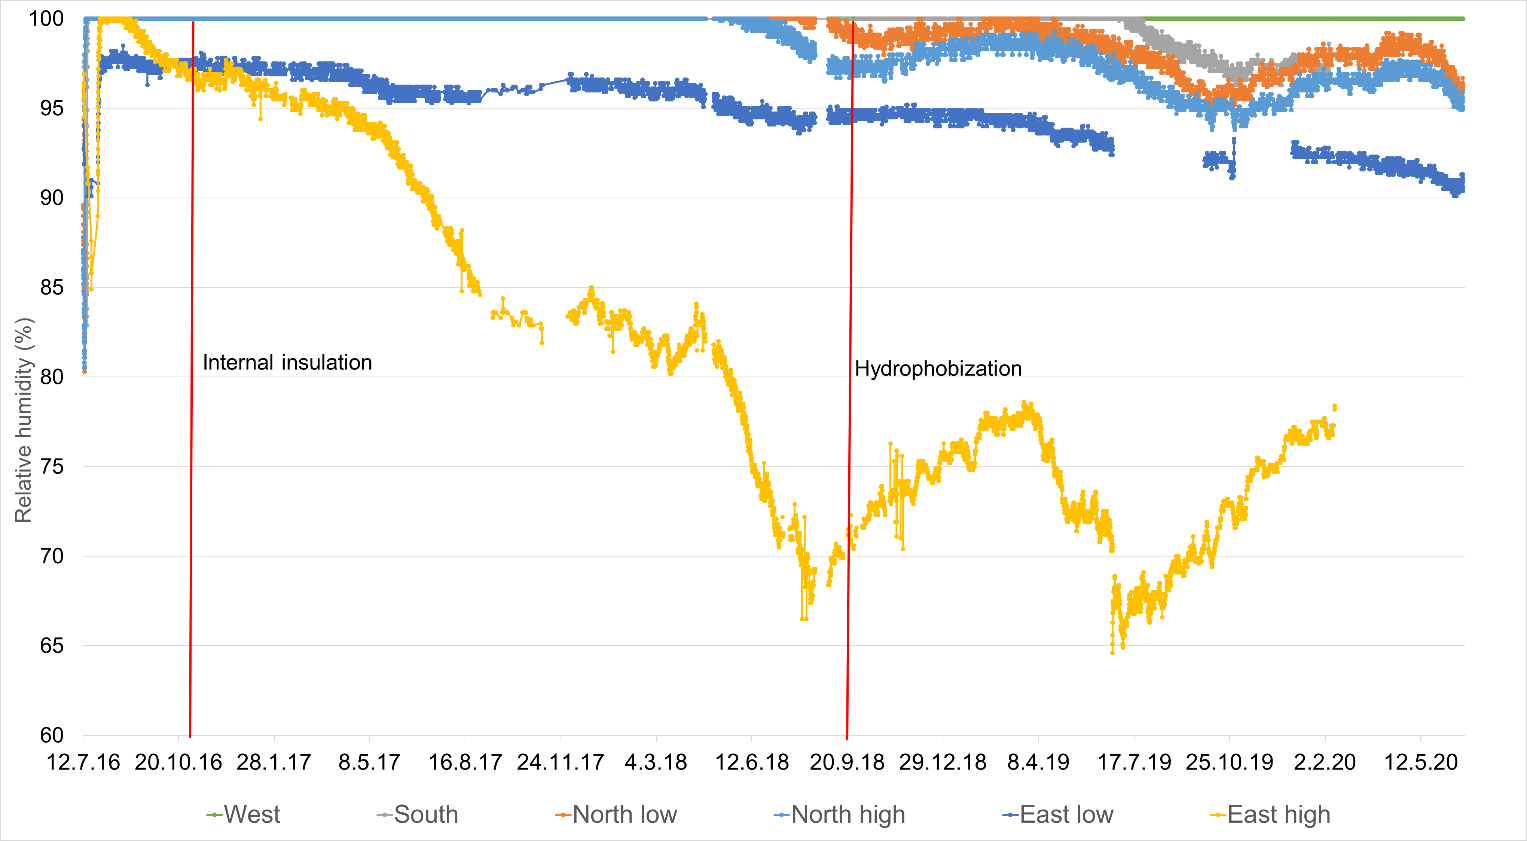 100
95
90
85
80
75
70
65
60
Relative humidity (%)
Internal insulation
Hydrophobization
12.7.16 20.10.16 28.1.17 8.5.17 16.8.17 24.11.17 4.3.18 12.6.18 20.9.18 29.12.18 8.4.19 17.7.19 25.10.19 2.2.20 12.5.20
West South North low North high East low East high